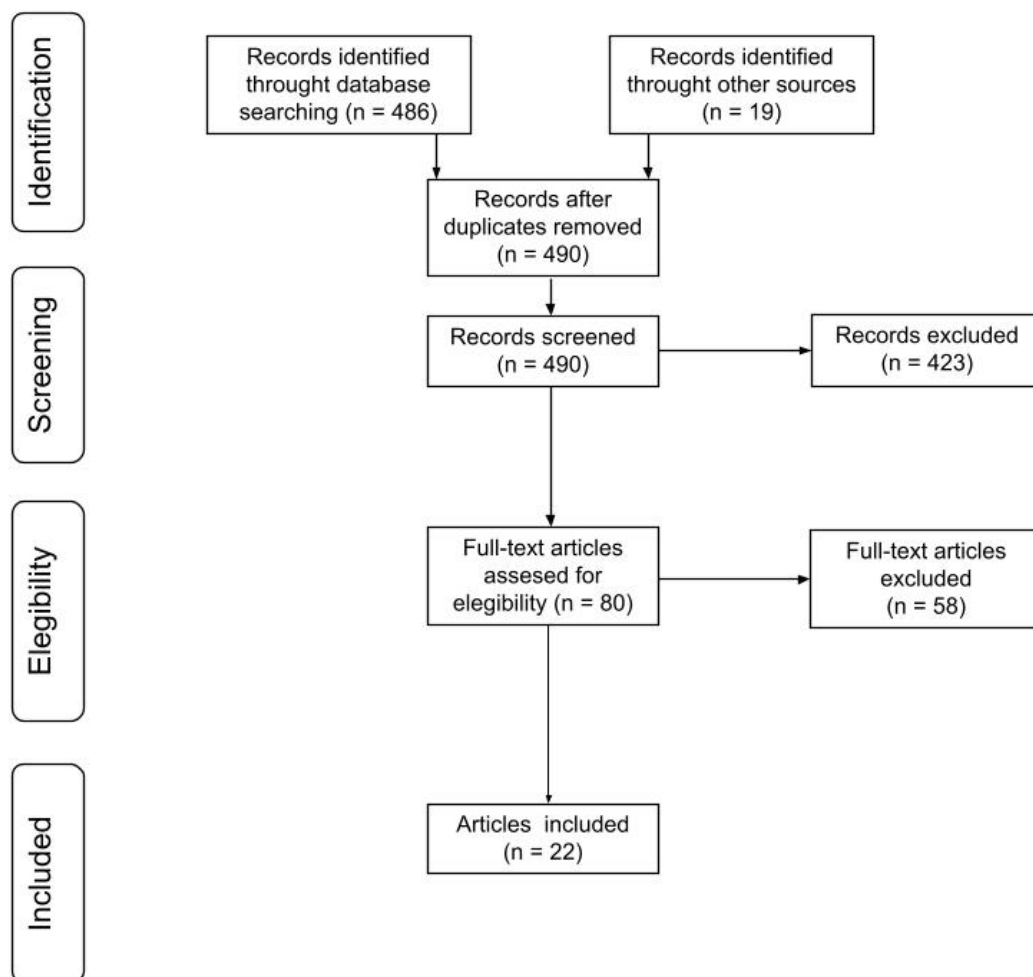 Identification
Records identified
throught database
searching (n = 486)
Records identified
throught other sources
(n = 19)
Records after
duplicates removed
(n = 490)
Screening
Records screened
(n = 490)
Records excluded
(n = 423)
Elegibility
Full-text articles
assesed for
elegibility (n = 80)
Full-text articles
excluded
(n = 58)
Included
Articles included
(n = 22)